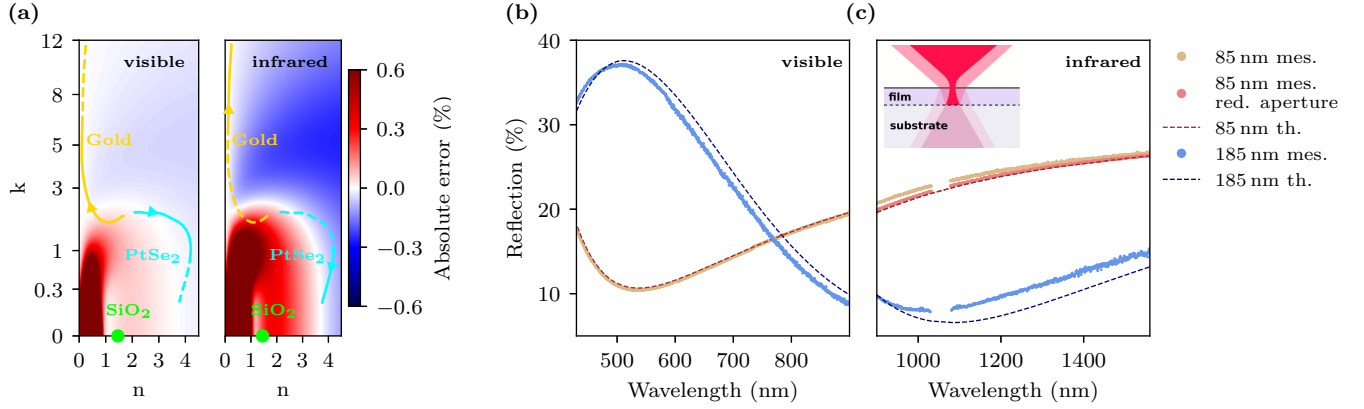 (a)
12
8
5
3
1
0.3
0
k
visible
Gold
PtSe₂
SiO₂
0 1 2 3 4
n
infrared
Gold
PtSe₂
SiO₂
0 1 2 3 4
n
0.6
0.3
0.0
−0.3
−0.6
Absolute error (%)
(b)
40
30
20
10
Reflection (%)
visible
500 600 700 800
Wavelength (nm)
(c)
infrared
film
substrate
1000 1200 1400
Wavelength (nm)
85 nm mes.
85 nm mes.
red. aperture
85 nm th.
185 nm mes.
185 nm th.